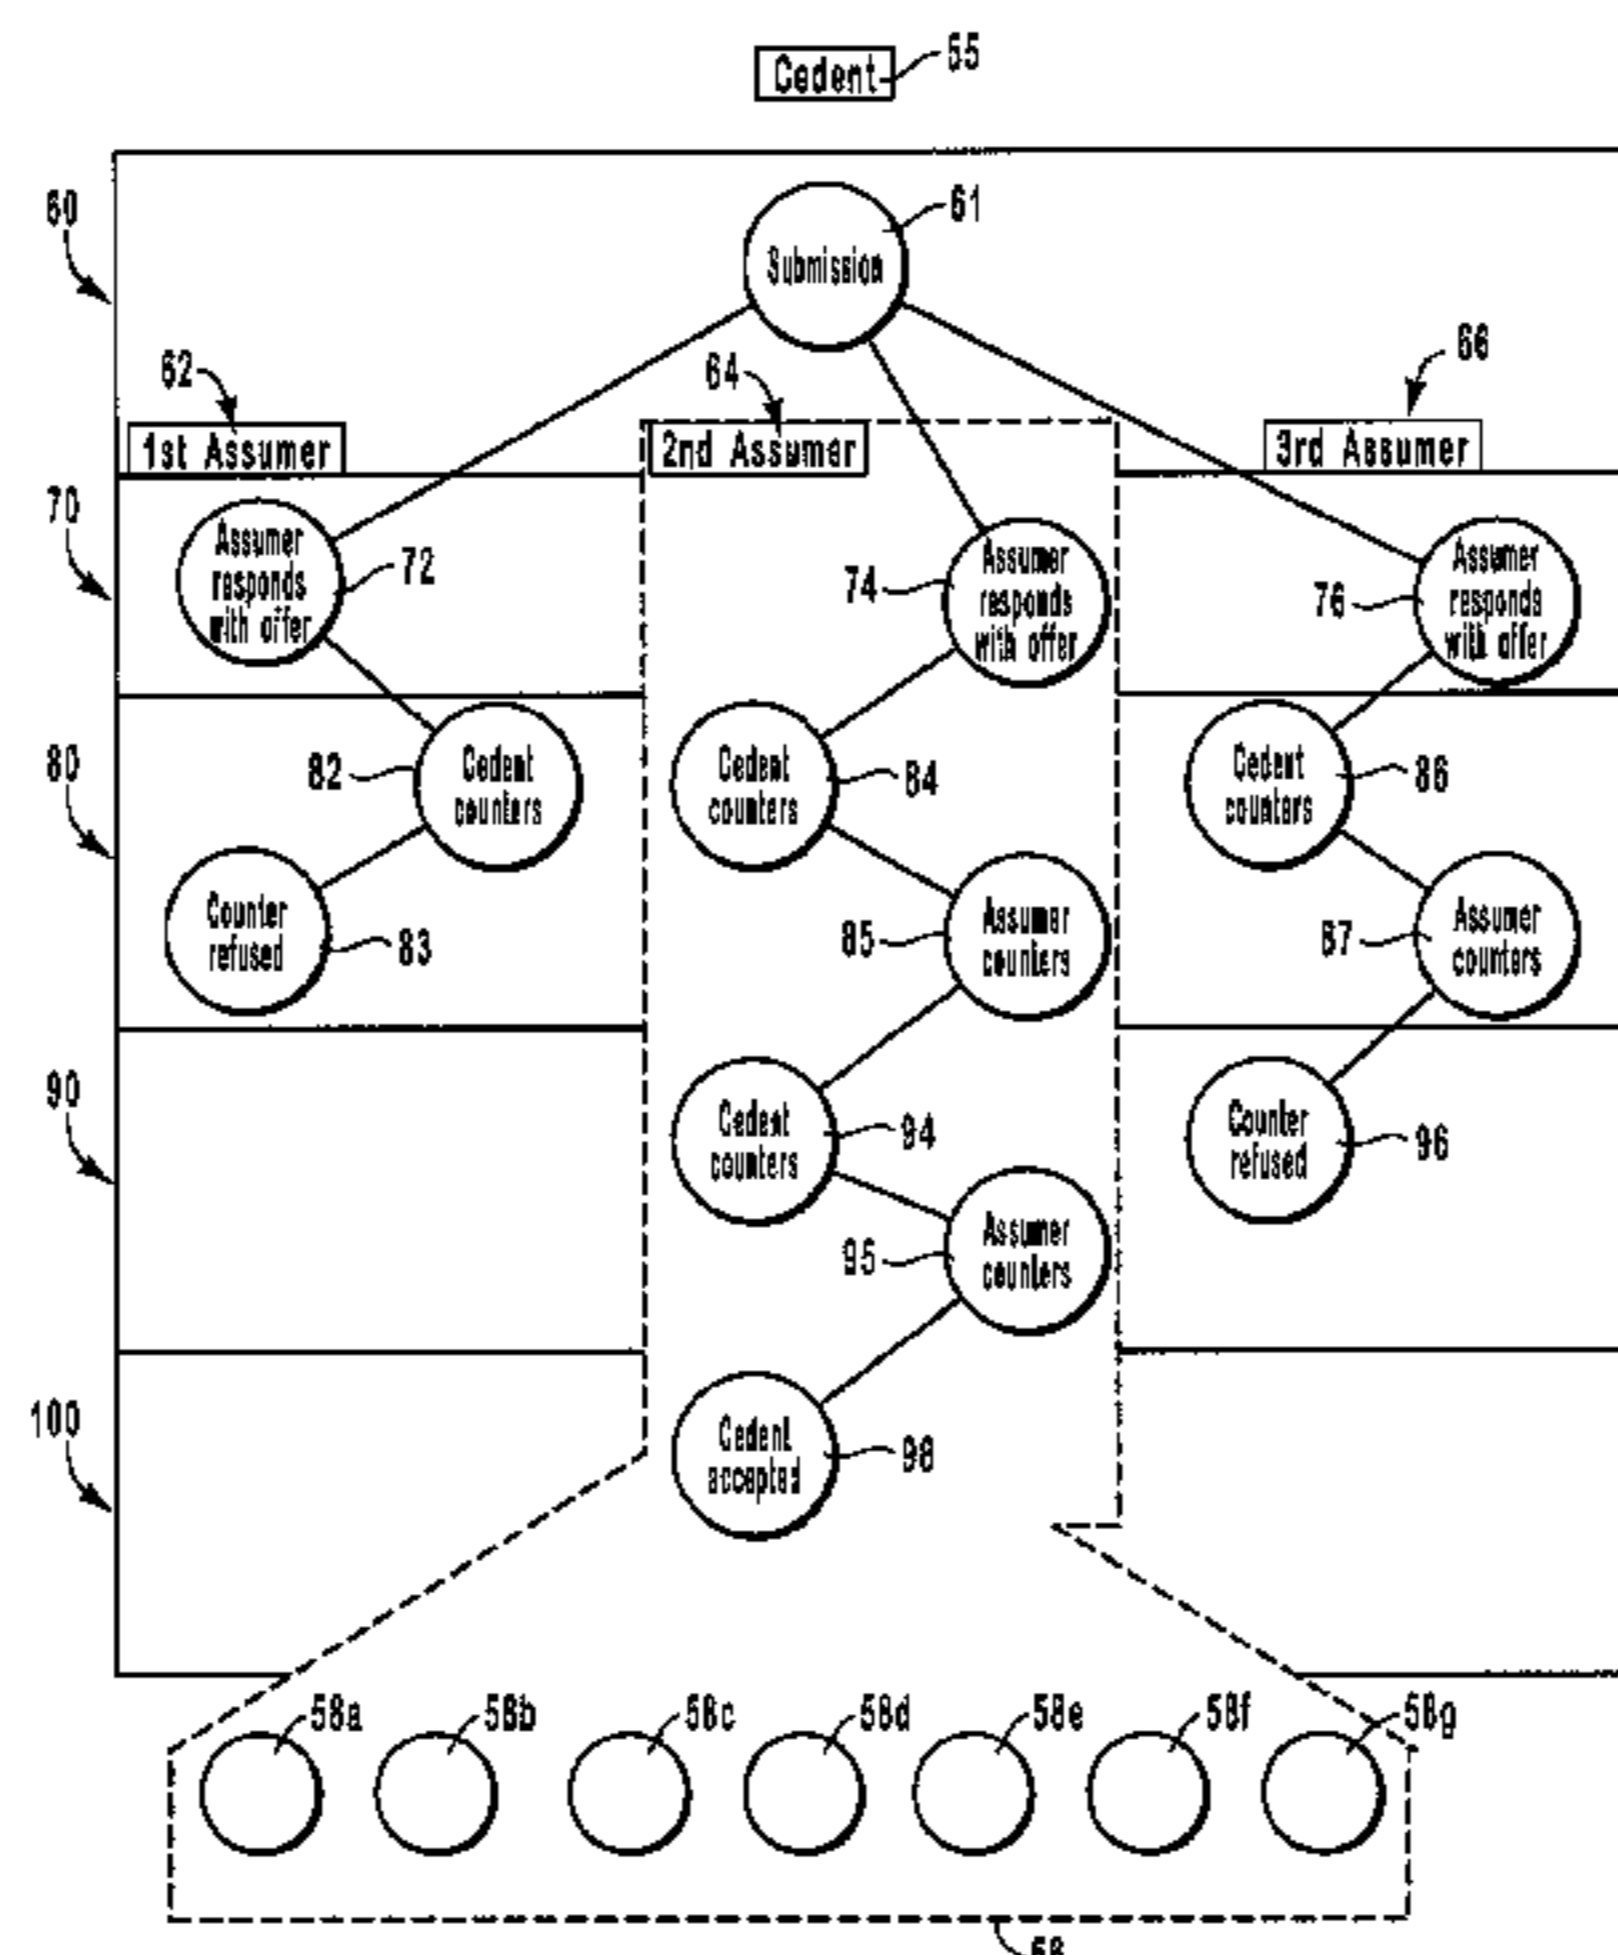 Cedent
55
60
61
Submission
62
64
66
1st Assumer
2nd Assumer
3rd Assumer
70
Assumer
responds
with offer
72
74
Assumer
responds
with offer
76
Assumer
responds
with offer
80
82
Cedent
counters
Cedent
counters
84
Cedent
counters
86
Counter
refused
83
85
Assumer
counters
87
Assumer
counters
90
Cedent
counters
94
Counter
refused
96
95
Assumer
counters
100
Cedent
accepted
98
58a
58b
58c
58d
58e
58f
58g
58